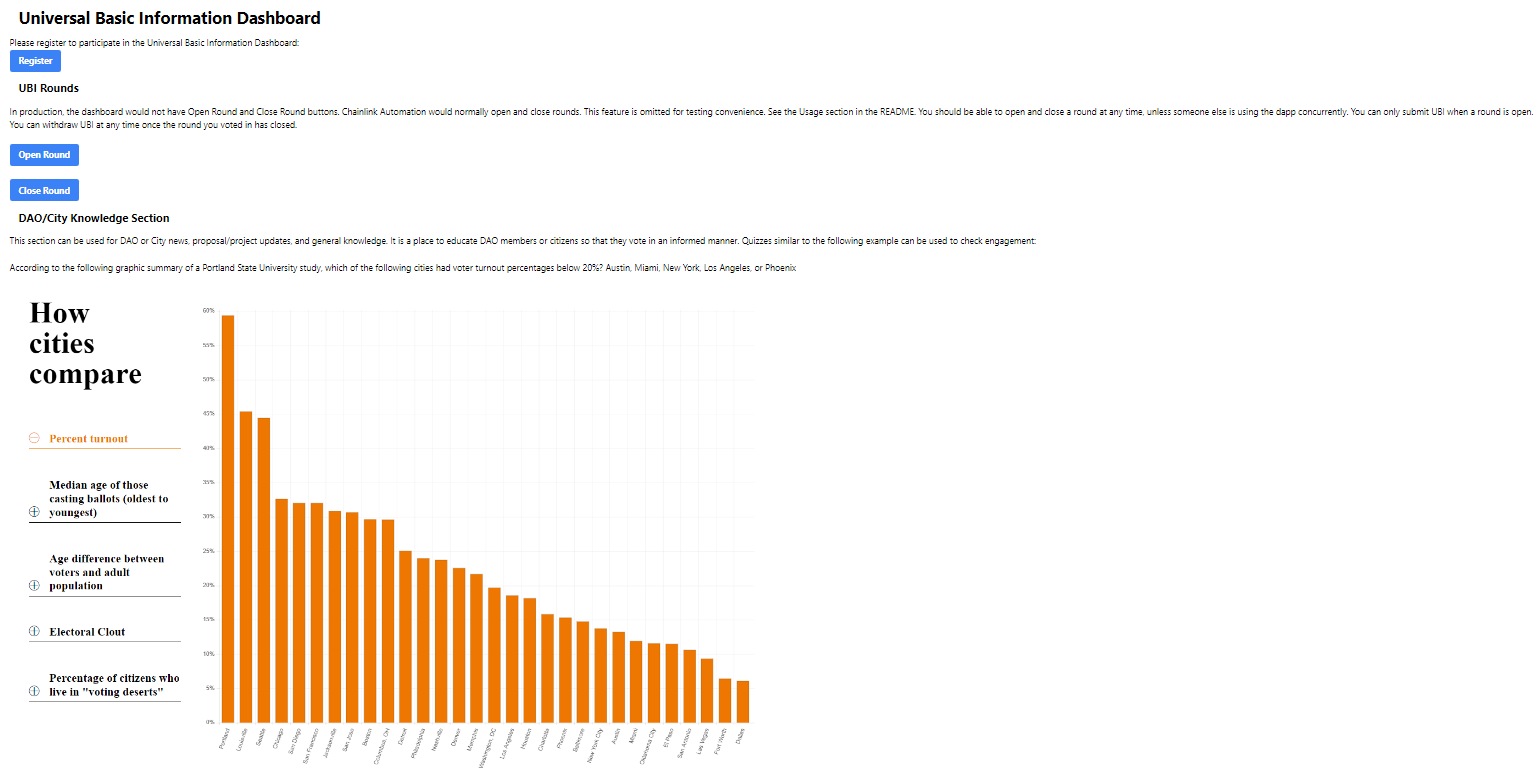 Universal Basic Information Dashboard
Please register to participate in the Universal Basic Information Dashboard:
Register
UBI Rounds
In production, the dashboard would not have Open Round and Close Round buttons. Chainlink Automation would normally open and close rounds. This feature is omitted for testing convenience. See the Usage section in the README. You should be able to open and close a round at any time, unless someone else is using the dapp concurrently. You can only submit UBI when a round is open.
You can withdraw UBI at any time once the round you voted in has closed.
Open Round
Close Round
DAO/City Knowledge Section
This section can be used for DAO or City news, proposal/project updates, and general knowledge. It is a place to educate DAO members or citizens so that they vote in an informed manner. Quizzes similar to the following example can be used to check engagement:
According to the following graphic summary of a Portland State University study, which of the following cities had voter turnout percentages below 20%? Austin, Miami, New York, Los Angeles, or Phoenix
How
cities
compare
Percent turnout
Median age of those
casting ballots (oldest to
youngest)
Age difference between
voters and adult
population
Electoral Clout
Percentage of citizens who
live in "voting deserts"
60%
55%
50%
45%
40%
35%
30%
25%
20%
15%
10%
5%
0%
Portland
Louisville
Seattle
Chicago
San Diego
San Francisco
Jacksonville
San Jose
Boston
Columbus, OH
Detroit
Philadelphia
Nashville
Denver
Memphis
Washington, DC
Los Angeles
Houston
Charlotte
Phoenix
Baltimore
New York City
Austin
Miami
Oklahoma City
El Paso
San Antonio
Las Vegas
Fort Worth
Dallas